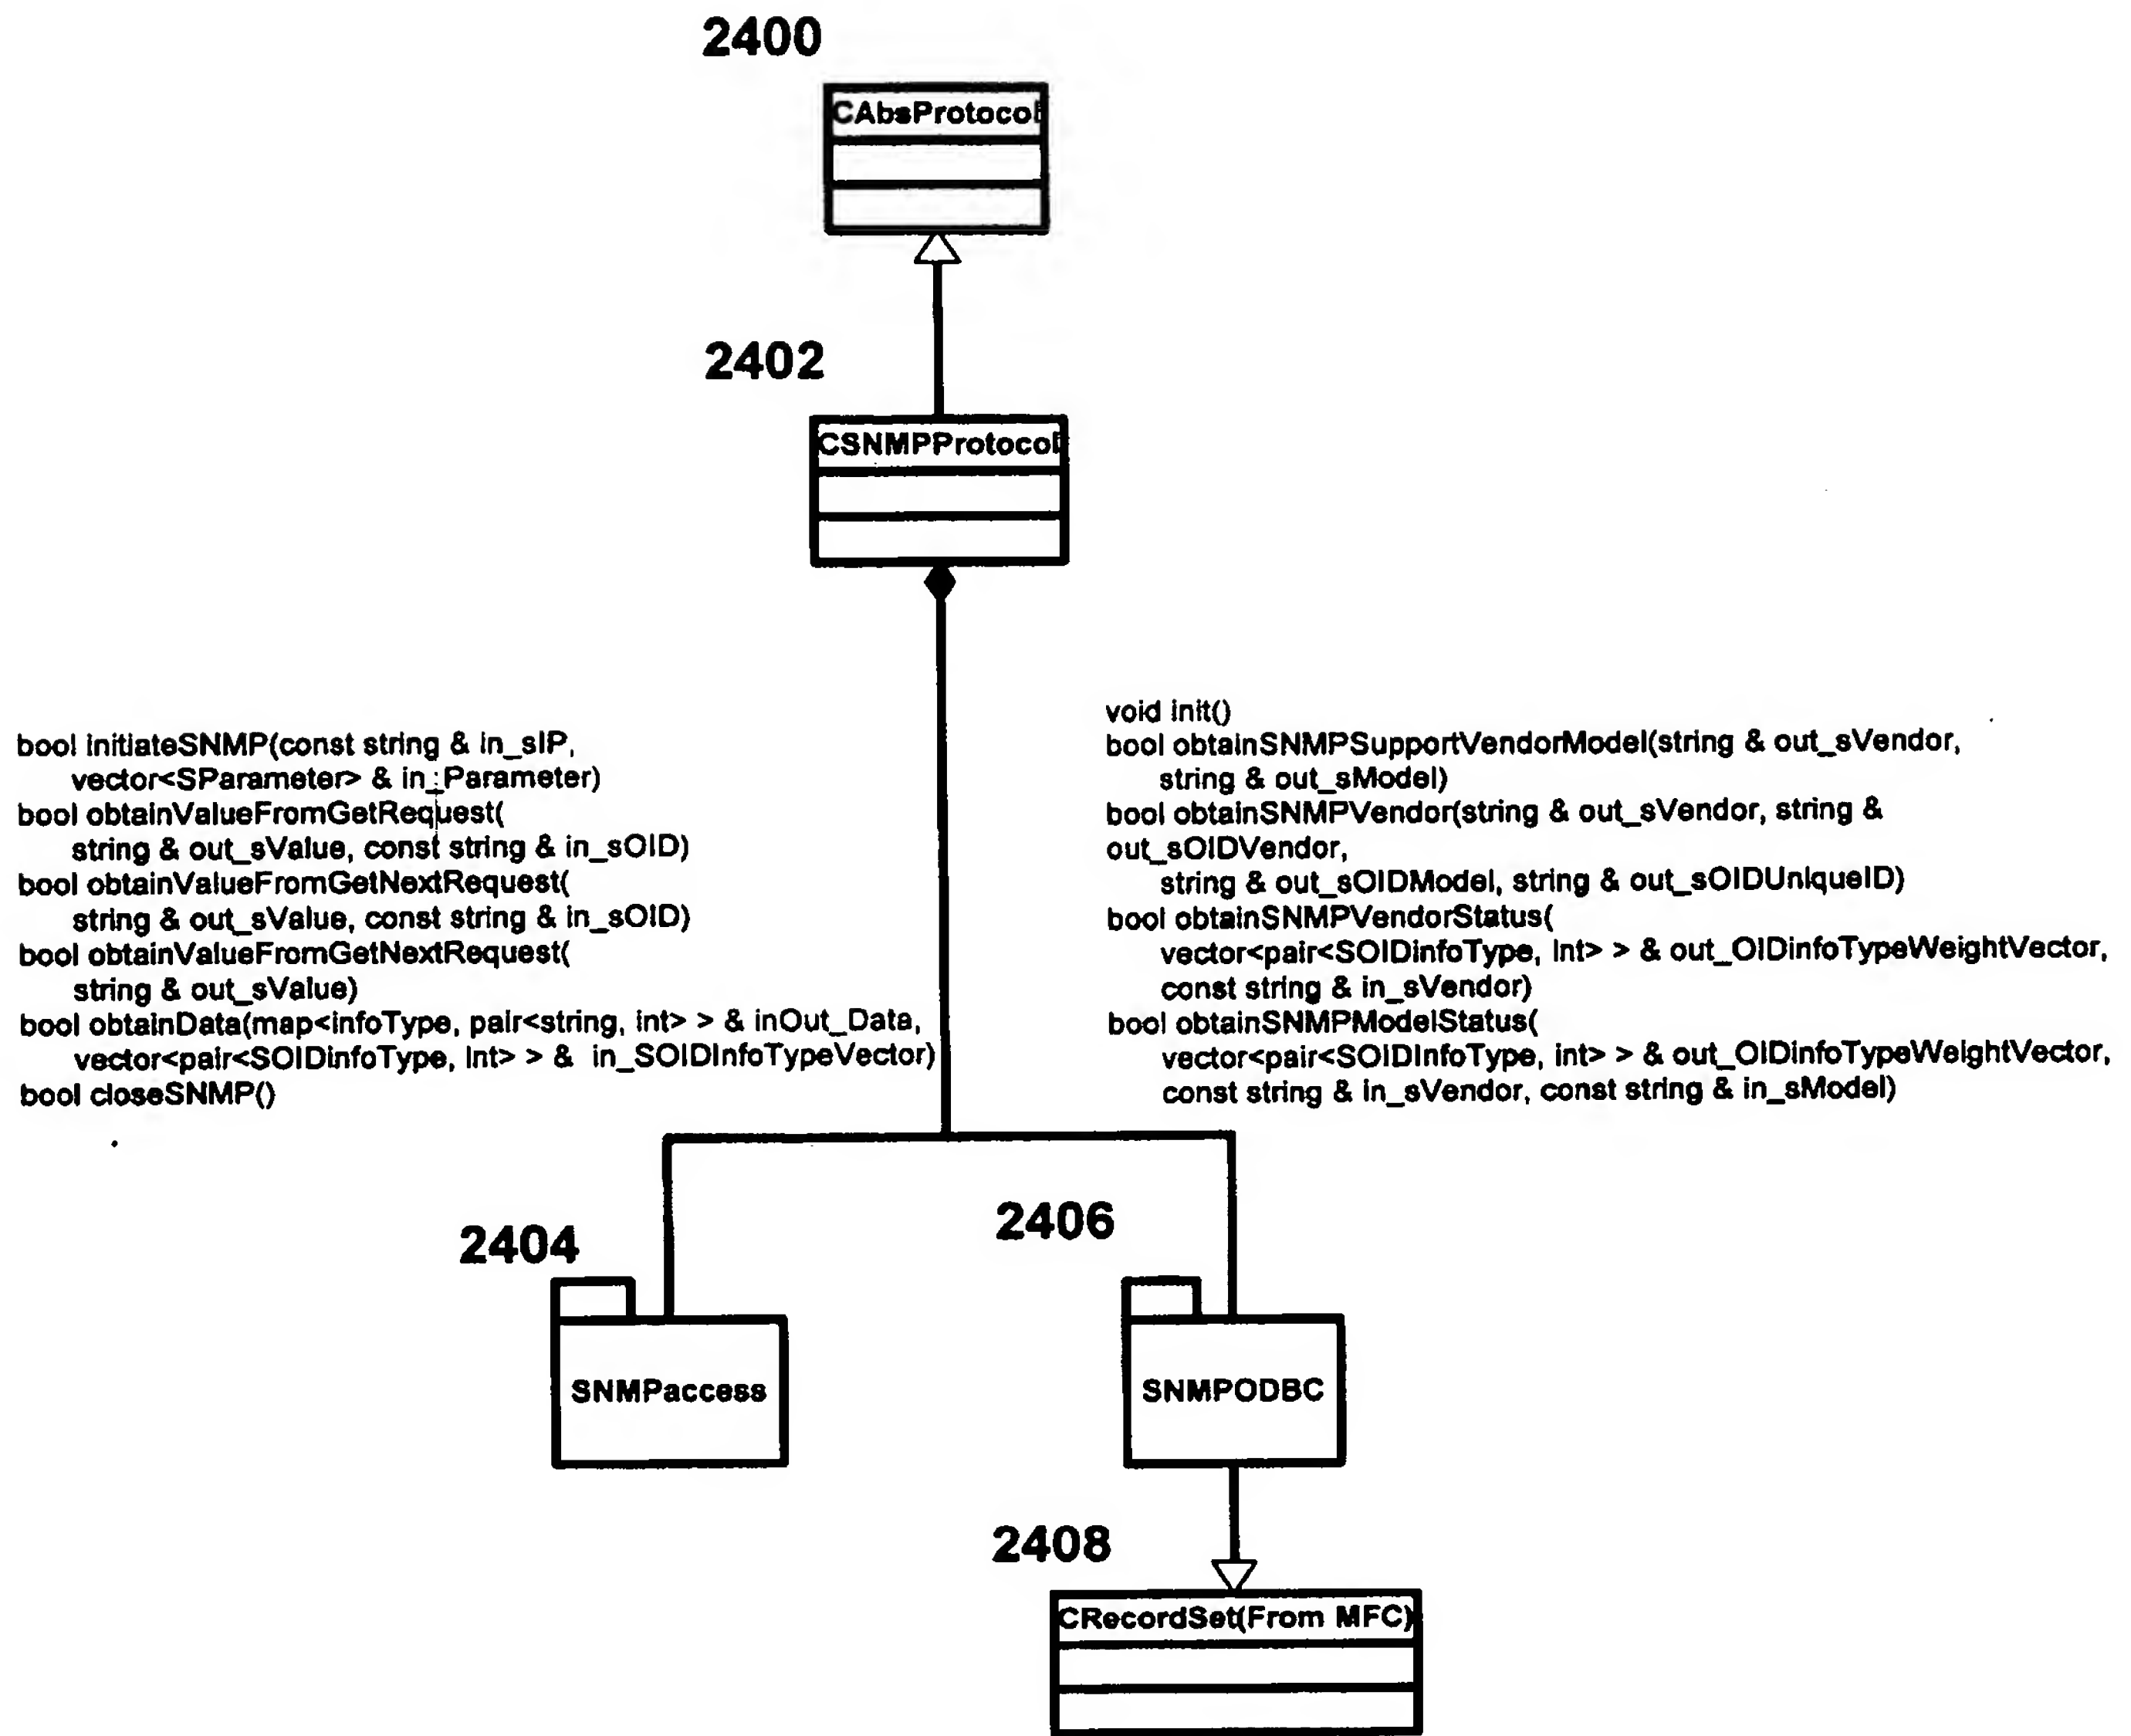 2400
CAbsProtocol
2402
CSNMPProtocol
bool initiateSNMP(const string & in_sIP,
vector<SParameter> & in_Parameter)
bool obtainValueFromGetRequest(
string & out_sValue, const string & in_sOID)
bool obtainValueFromGetNextRequest(
string & out_sValue, const string & in_sOID)
bool obtainValueFromGetNextRequest(
string & out_sValue)
bool obtainData(map<infoType, pair<string, int> > & inOut_Data,
vector<pair<SOIDinfoType, int> > & in_SOIDInfoTypeVector)
bool closeSNMP()
void init()
bool obtainSNMPSupportVendorModel(string & out_sVendor,
string & out_sModel)
bool obtainSNMPVendor(string & out_sVendor, string &
out_sOIDVendor,
string & out_sOIDModel, string & out_sOIDUniqueID)
bool obtainSNMPVendorStatus(
vector<pair<SOIDinfoType, int> > & out_OIDinfoTypeWeightVector,
const string & in_sVendor)
bool obtainSNMPModelStatus(
vector<pair<SOIDInfoType, int> > & out_OIDinfoTypeWeightVector,
const string & in_sVendor, const string & in_sModel)
2404
2406
SNMPaccess
SNMPODBC
2408
CRecordSet(From MFC)